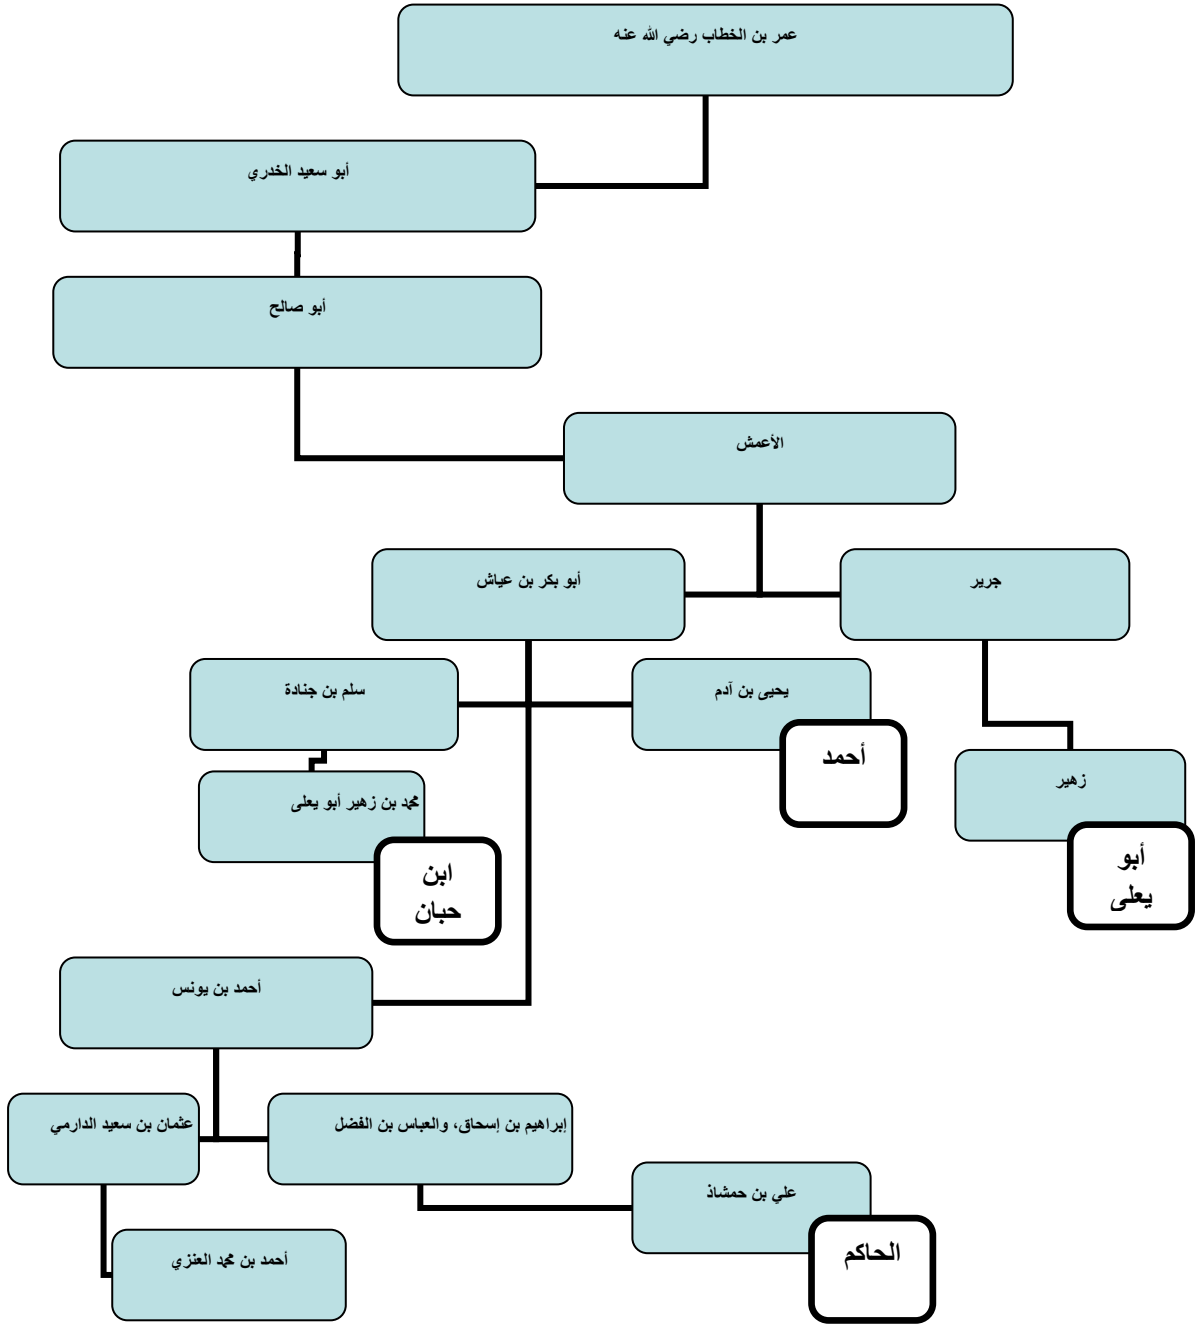 عمر بن الخطاب رضي الله عنه
أبو سعيد الخدري
أبو صالح
الأعمش
جرير
أبو بكر بن عياش
يحيى بن آدم
سلم بن جنادة
أحمد
زهير
محمد بن زهير أبو يعلى
أبو
يعلى
ابن
حبان
أحمد بن يونس
إبراهيم بن إسحاق، والعباس بن الفضل
عثمان بن سعيد الدارمي
علي بن حمشاذ
الحاكم
أحمد بن محمد العنزي